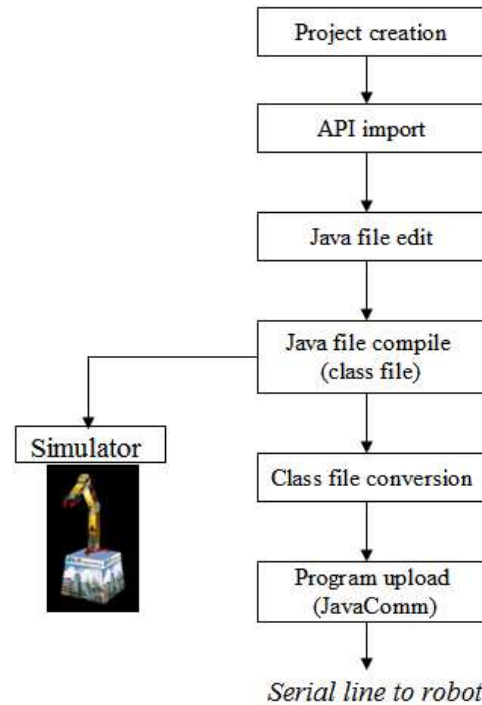 Project creation
API import
Java file edit
Java file compile
(class file)
Simulator
Class file conversion
Program upload
(JavaComm)
Serial line to robot